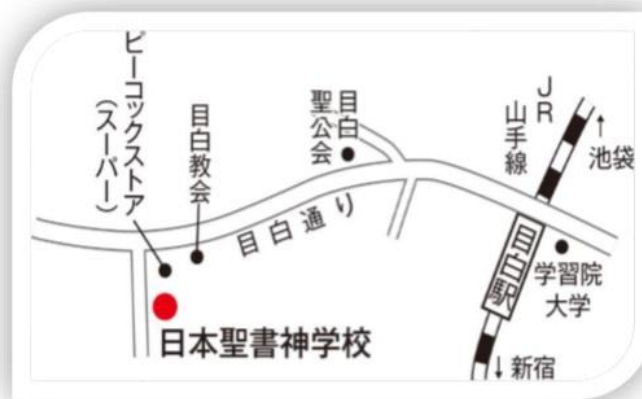 ピーコックストア
（スーパー）
目白教会
目白
聖公会
JR
山手線
↑
池袋
目白通り
目白駅
学習院
大学
日本聖書神学校
↓新宿